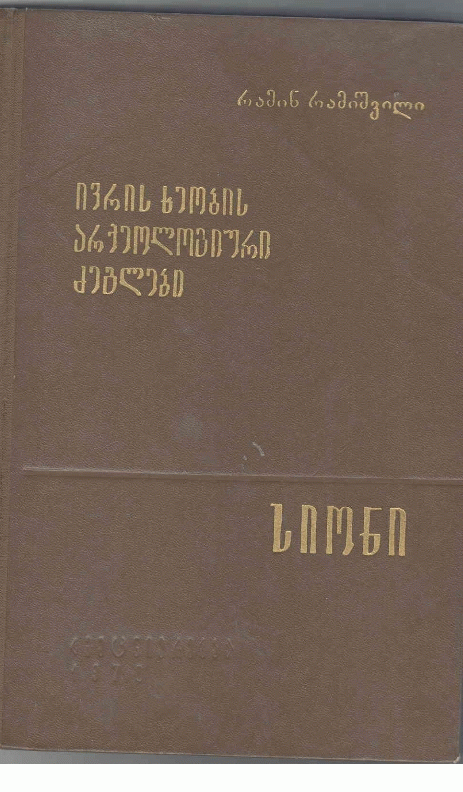 რამინ რამიშვილი
ივრის ხეობის
არქეოლოგიური
ძეგლები
სიონი